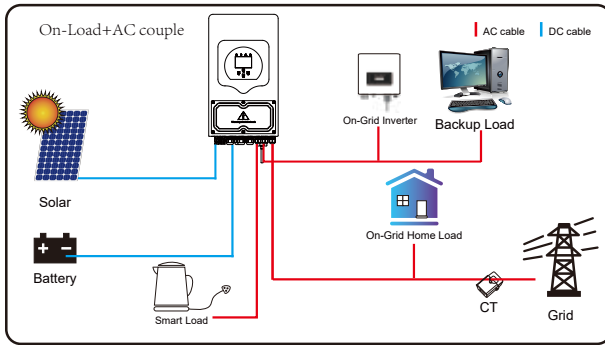 On-Load+AC couple
AC cable
DC cable
On-Grid Inverter
Backup Load
Solar
On-Grid Home Load
Battery
Smart Load
CT
Grid